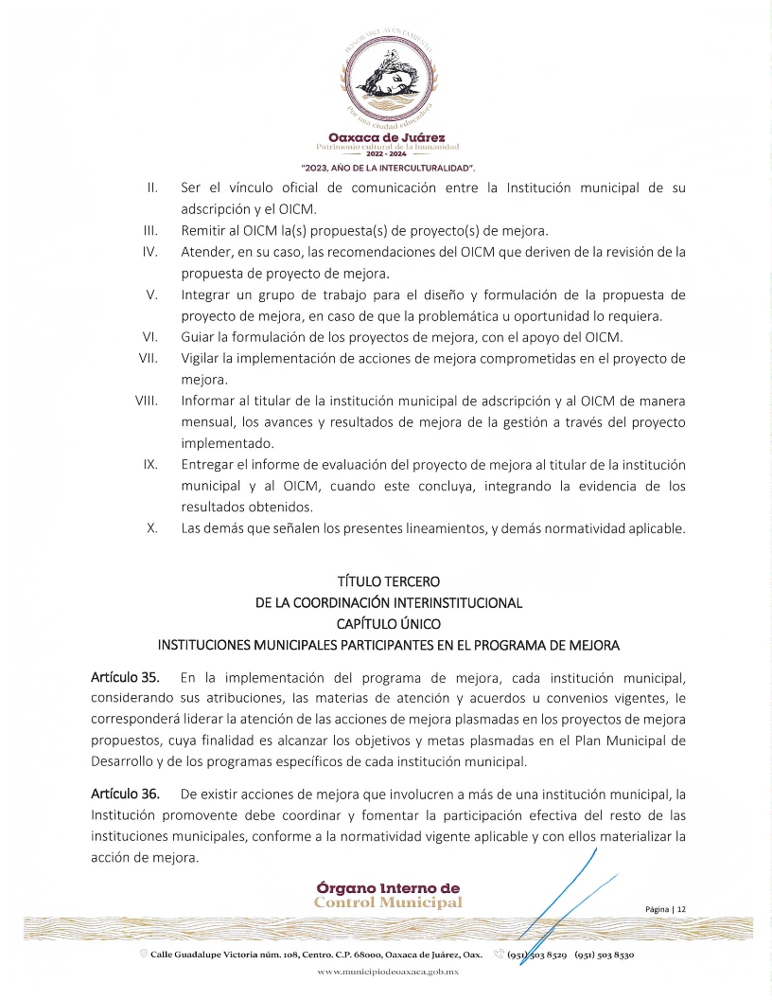 HONORABLE AYUNTAMIENTO
Por una ciudad educadora
Oaxaca de Juárez
Patrimonio cultural de la humanidad
2022 - 2024
"2023, AÑO DE LA INTERCULTURALIDAD".
II. Ser el vínculo oficial de comunicación entre la Institución municipal de su
adscripción y el OICM.
III. Remitir al OICM la(s) propuesta(s) de proyecto(s) de mejora.
IV. Atender, en su caso, las recomendaciones del OICM que deriven de la revisión de la
propuesta de proyecto de mejora.
V. Integrar un grupo de trabajo para el diseño y formulación de la propuesta de
proyecto de mejora, en caso de que la problemática u oportunidad lo requiera.
VI. Guiar la formulación de los proyectos de mejora, con el apoyo del OICM.
VII. Vigilar la implementación de acciones de mejora comprometidas en el proyecto de
mejora.
VIII. Informar al titular de la institución municipal de adscripción y al OICM de manera
mensual, los avances y resultados de mejora de la gestión a través del proyecto
implementado.
IX. Entregar el informe de evaluación del proyecto de mejora al titular de la institución
municipal y al OICM, cuando este concluya, integrando la evidencia de los
resultados obtenidos.
X. Las demás que señalen los presentes lineamientos, y demás normatividad aplicable.
TÍTULO TERCERO
DE LA COORDINACIÓN INTERINSTITUCIONAL
CAPÍTULO ÚNICO
INSTITUCIONES MUNICIPALES PARTICIPANTES EN EL PROGRAMA DE MEJORA
Artículo 35. En la implementación del programa de mejora, cada institución municipal,
considerando sus atribuciones, las materias de atención y acuerdos u convenios vigentes, le
corresponderá liderar la atención de las acciones de mejora plasmadas en los proyectos de mejora
propuestos, cuya finalidad es alcanzar los objetivos y metas plasmadas en el Plan Municipal de
Desarrollo y de los programas específicos de cada institución municipal.
Artículo 36. De existir acciones de mejora que involucren a más de una institución municipal, la
Institución promovente debe coordinar y fomentar la participación efectiva del resto de las
instituciones municipales, conforme a la normatividad vigente aplicable y con ellos materializar la
acción de mejora.
Órgano Interno de
Control Municipal
Página | 12
Calle Guadalupe Victoria núm. 108, Centro. C.P. 68000, Oaxaca de Juárez, Oax. (951) 503 8529 (951) 503 8530
www.municipiodeoaxaca.gob.mx